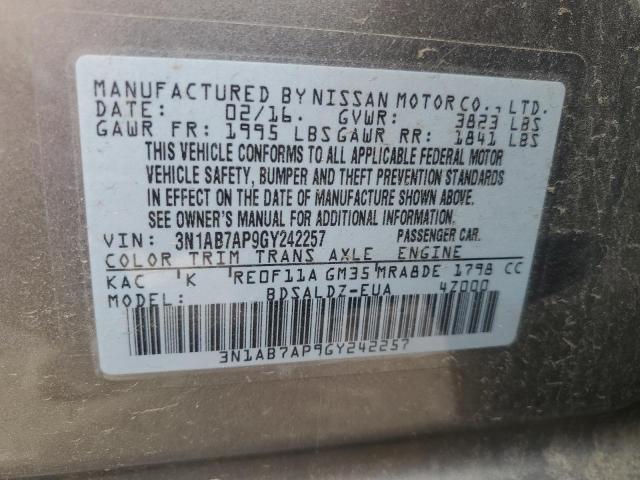 MANUFACTURED BY NISSAN MOTOR CO., LTD.
DATE: 02/16. GVWR: 3823 LBS
GAWR FR: 1995 LBS GAWR RR: 1841 LBS
THIS VEHICLE CONFORMS TO ALL APPLICABLE FEDERAL MOTOR
VEHICLE SAFETY, BUMPER AND THEFT PREVENTION STANDARDS
IN EFFECT ON THE DATE OF MANUFACTURE SHOWN ABOVE.
SEE OWNER'S MANUAL FOR ADDITIONAL INFORMATION.
VIN: 3N1AB7AP9GY242257 PASSENGER CAR.
COLOR TRIM TRANS AXLE ENGINE
KAC K RE0F11A GM35 MRA8DE 1798 CC
MODEL: BDSALDZ-EUA 4Z000
3N1AB7AP9GY242257